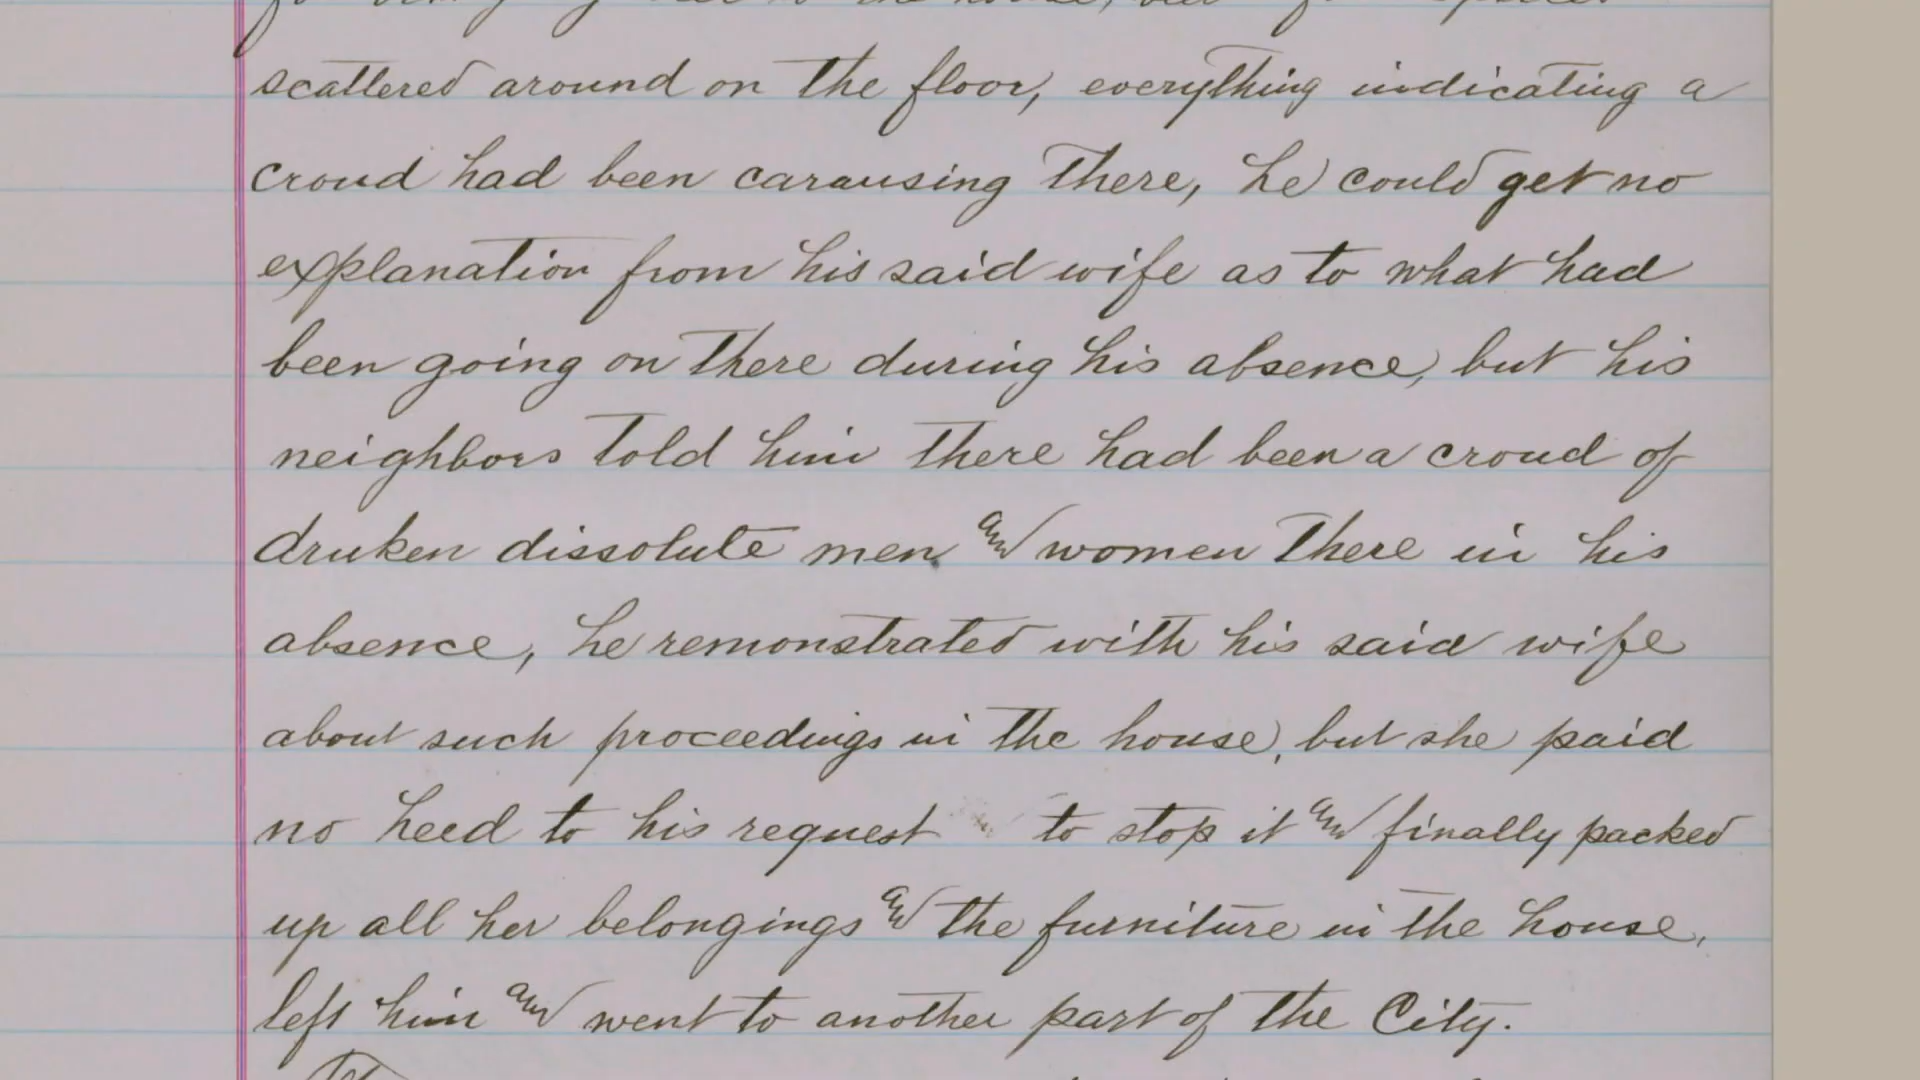 scattered around on the floor, everything indicating a
croud had been carausing there, he could get no
explanation from his said wife as to what had
been going on there during his absence, but his
neighbors told him there had been a croud of
druken dissolute men and women there in his
absence, he remonstrated with his said wife
about such proceedings in the house, but she paid
no heed to his request to stop it and finally packed
up all her belongings and the furniture in the house,
left him and went to another part of the City.